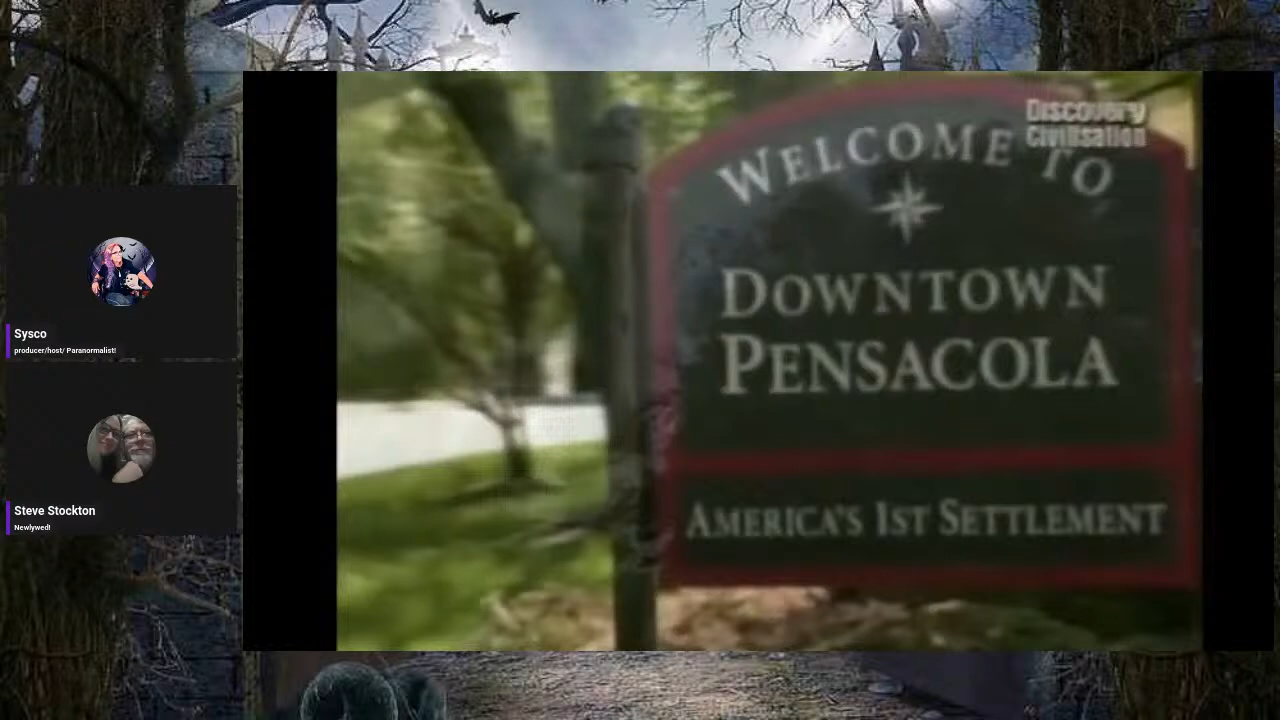 Discovery
Civilisation
WELCOME TO
DOWNTOWN
PENSACOLA
AMERICA'S 1ST SETTLEMENT
Sysco
producer/host/ Paranormalist!
Steve Stockton
Newlywed!